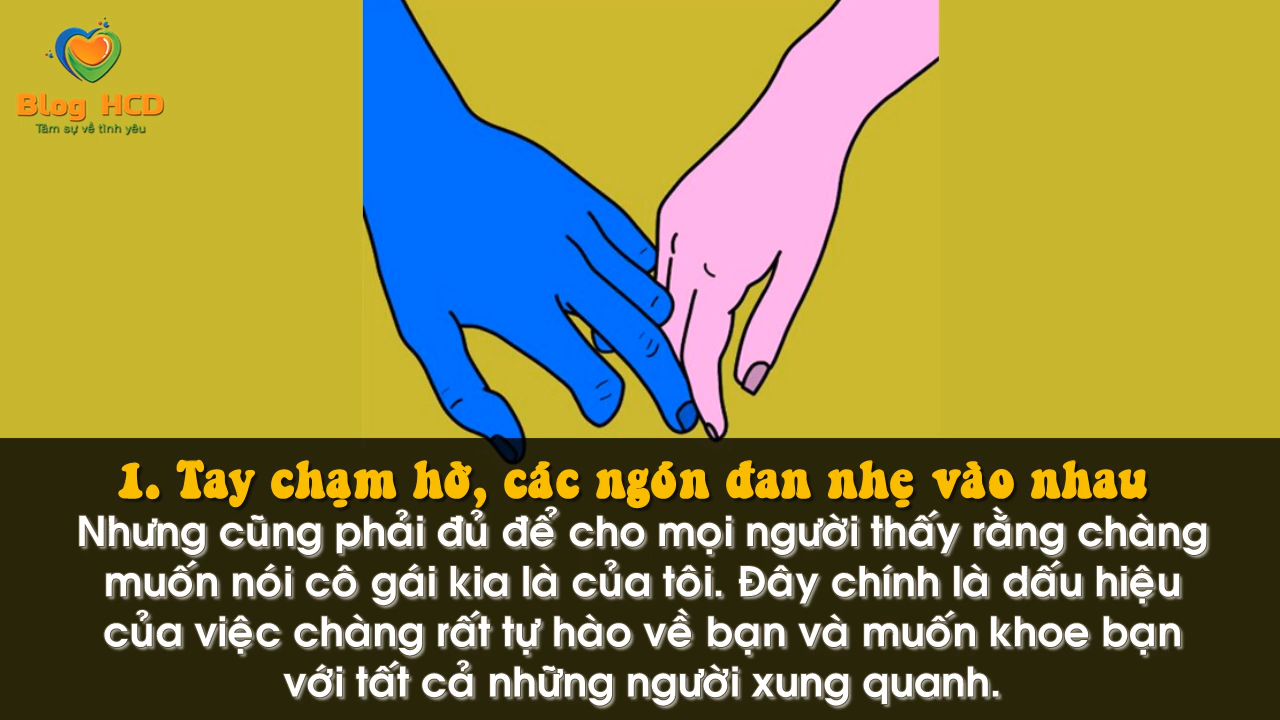 Blog HCD
Tâm sự về tình yêu
1. Tay chạm hờ, các ngón đan nhẹ vào nhau
Nhưng cũng phải đủ để cho mọi người thấy rằng chàng
muốn nói cô gái kia là của tôi. Đây chính là dấu hiệu
của việc chàng rất tự hào về bạn và muốn khoe bạn
với tất cả những người xung quanh.